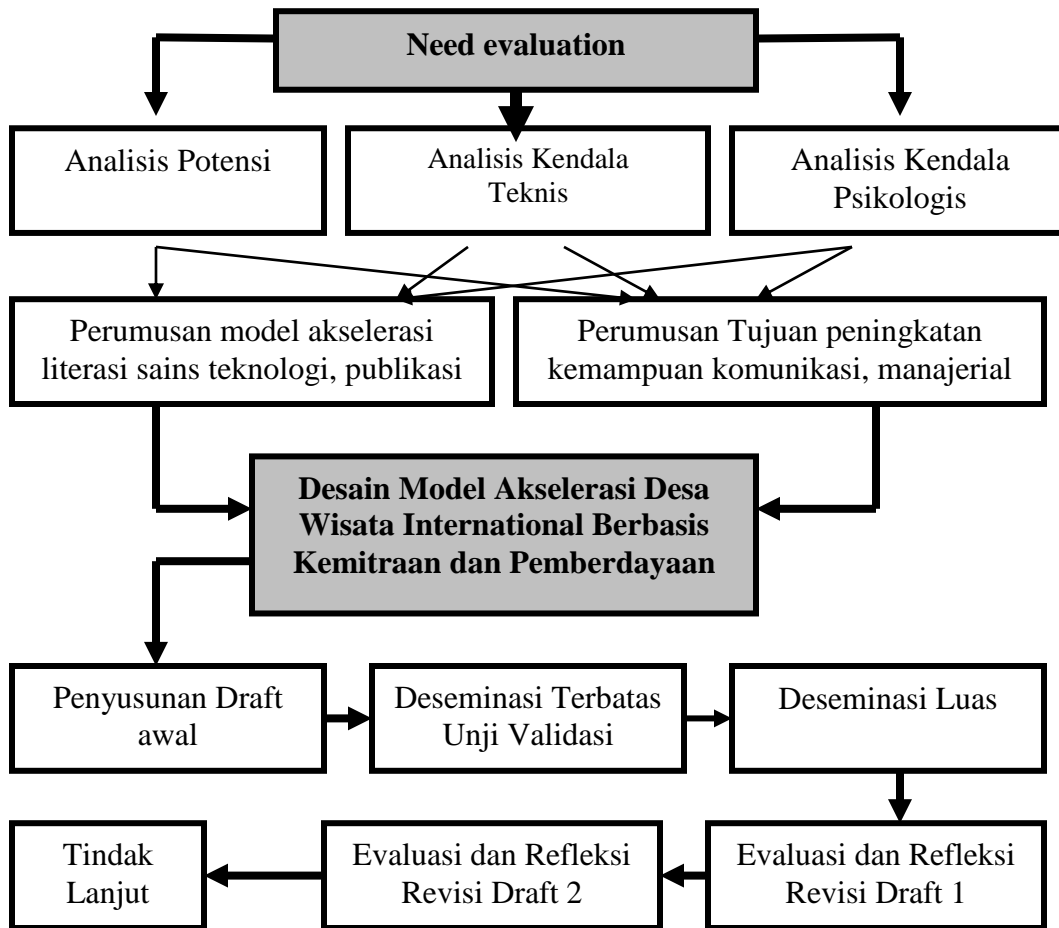 Need evaluation
Analisis Potensi
Analisis Kendala
Teknis
Analisis Kendala
Psikologis
Perumusan model akselerasi
literasi sains teknologi, publikasi
Perumusan Tujuan peningkatan
kemampuan komunikasi, manajerial
Desain Model Akselerasi Desa
Wisata International Berbasis
Kemitraan dan Pemberdayaan
Penyusunan Draft
awal
Deseminasi Terbatas
Unji Validasi
Deseminasi Luas
Tindak
Lanjut
Evaluasi dan Refleksi
Revisi Draft 2
Evaluasi dan Refleksi
Revisi Draft 1